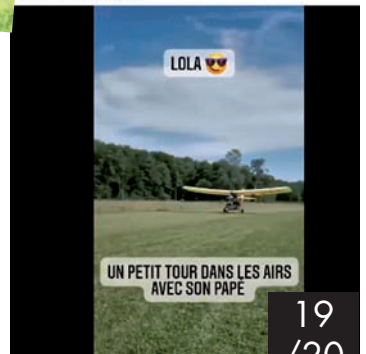 LOLA 😎
UN PETIT TOUR DANS LES AIRS
AVEC SON PAPÉ
19
/20